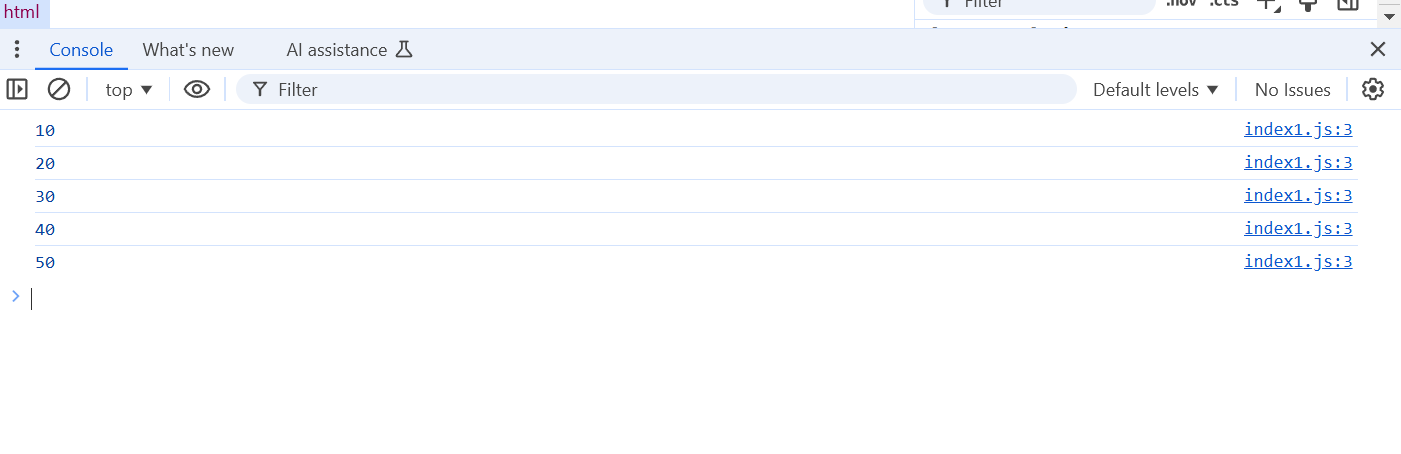 html
Filter
.hov .cls
Console What's new AI assistance
top Filter Default levels No Issues
10 index1.js:3
20 index1.js:3
30 index1.js:3
40 index1.js:3
50 index1.js:3